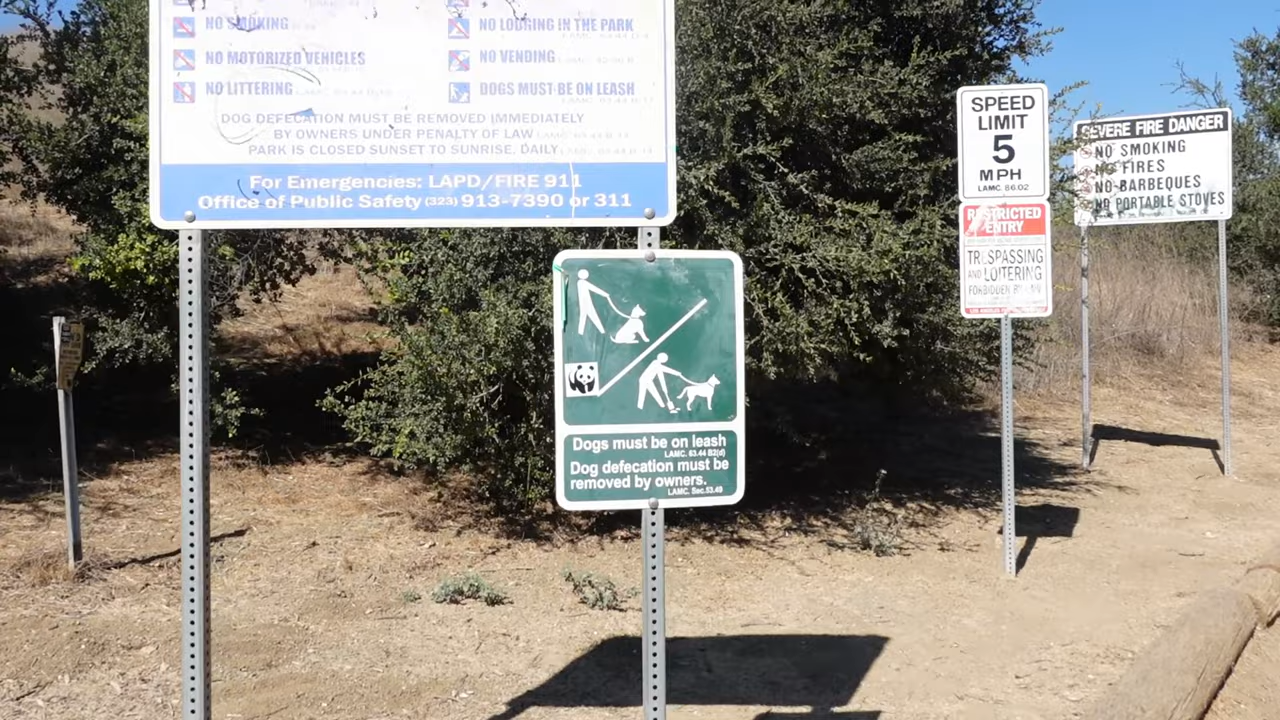 NO SMOKING
NO LODGING IN THE PARK
NO MOTORIZED VEHICLES
NO VENDING
NO LITTERING
DOGS MUST BE ON LEASH
DOG DEFECATION MUST BE REMOVED IMMEDIATELY
BY OWNERS UNDER PENALTY OF LAW
PARK IS CLOSED SUNSET TO SUNRISE, DAILY
For Emergencies: LAPD/FIRE 911
Office of Public Safety (323) 913-7390 or 311
Dogs must be on leash
LAMC. 63.44 B2(d)
Dog defecation must be
removed by owners.
LAMC. Sec.53.49
SPEED
LIMIT
5
MPH
LAMC. 86.02
RESTRICTED
ENTRY
TRESPASSING
AND LOITERING
FORBIDDEN BY LAW
SEVERE FIRE DANGER
NO SMOKING
NO FIRES
NO BARBEQUES
NO PORTABLE STOVES